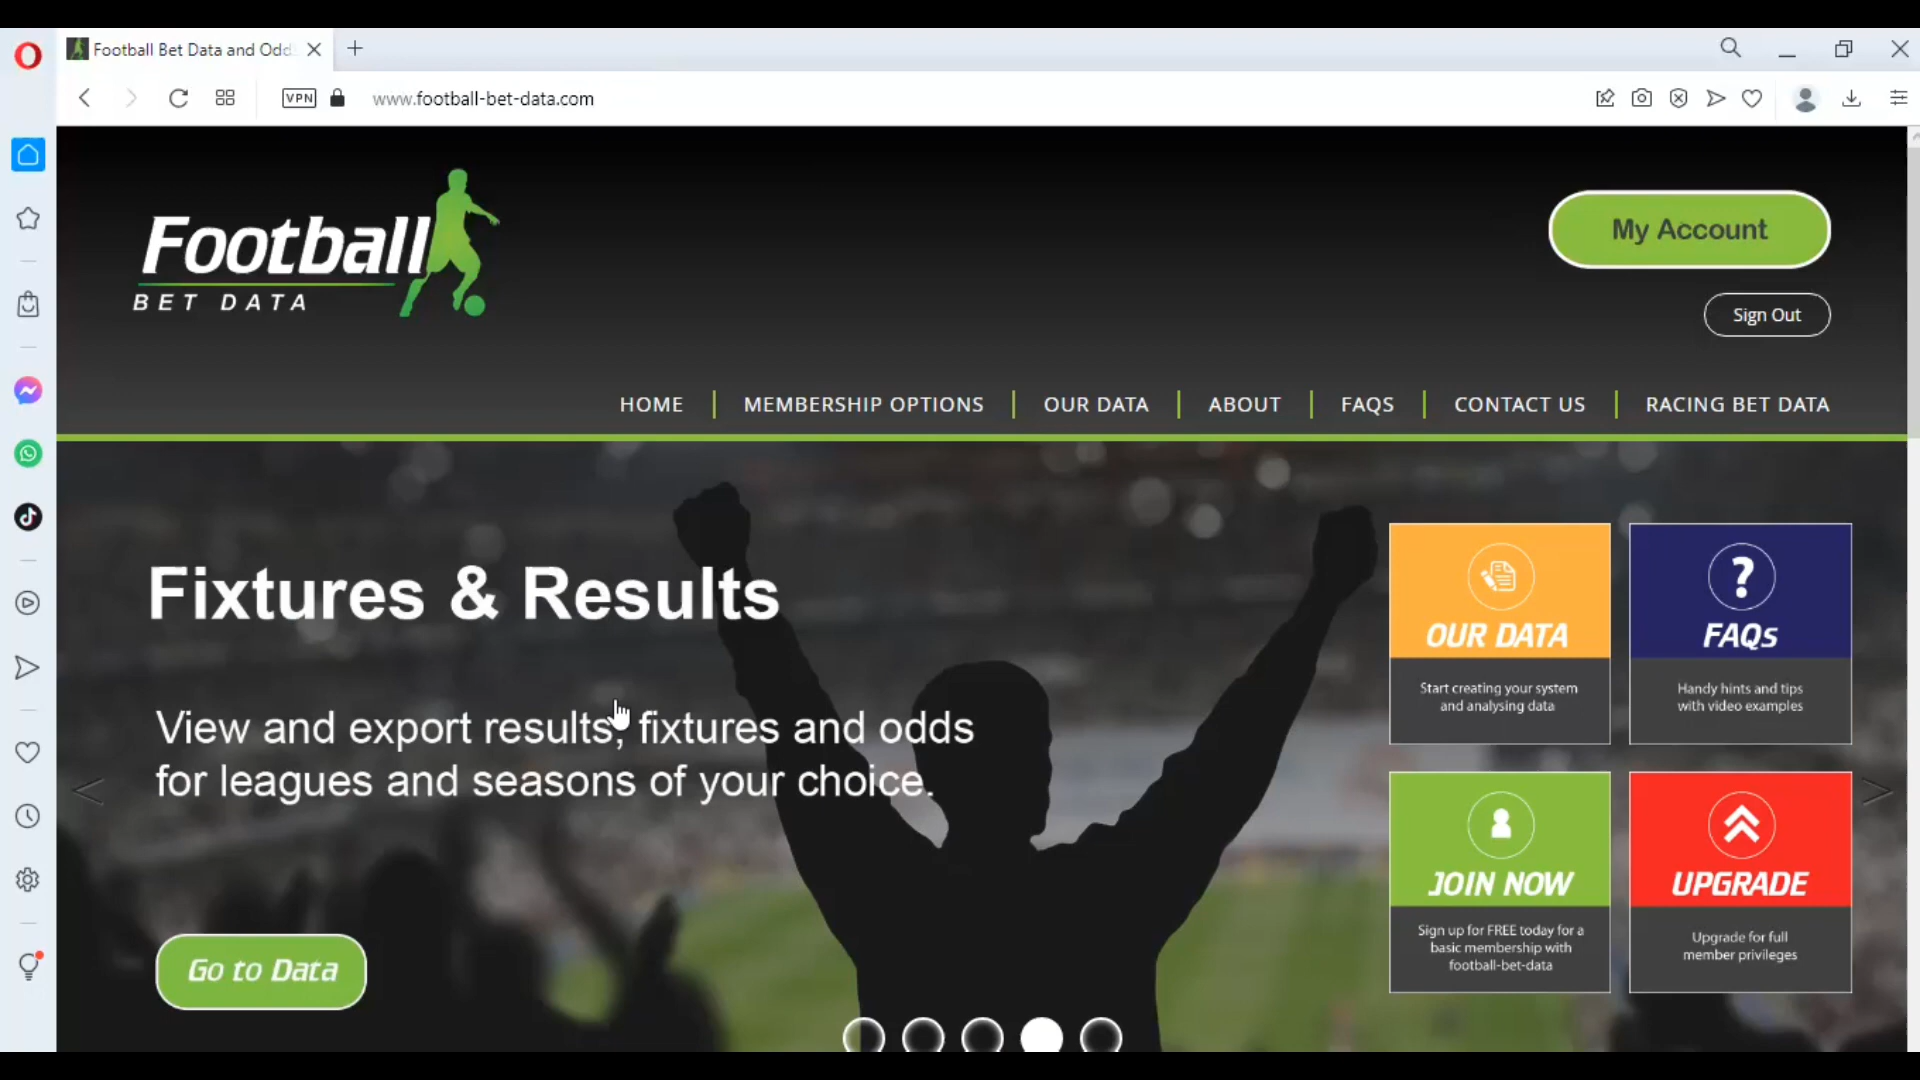 Football Bet Data and Odd
VPN
www.football-bet-data.com
Football
BET DATA
My Account
Sign Out
HOME
MEMBERSHIP OPTIONS
OUR DATA
ABOUT
FAQS
CONTACT US
RACING BET DATA
Fixtures & Results
View and export results, fixtures and odds
for leagues and seasons of your choice.
Go to Data
OUR DATA
Start creating your system
and analysing data
?
FAQs
Handy hints and tips
with video examples
JOIN NOW
Sign up for FREE today for a
basic membership with
football-bet-data
UPGRADE
Upgrade for full
member privileges
<
>